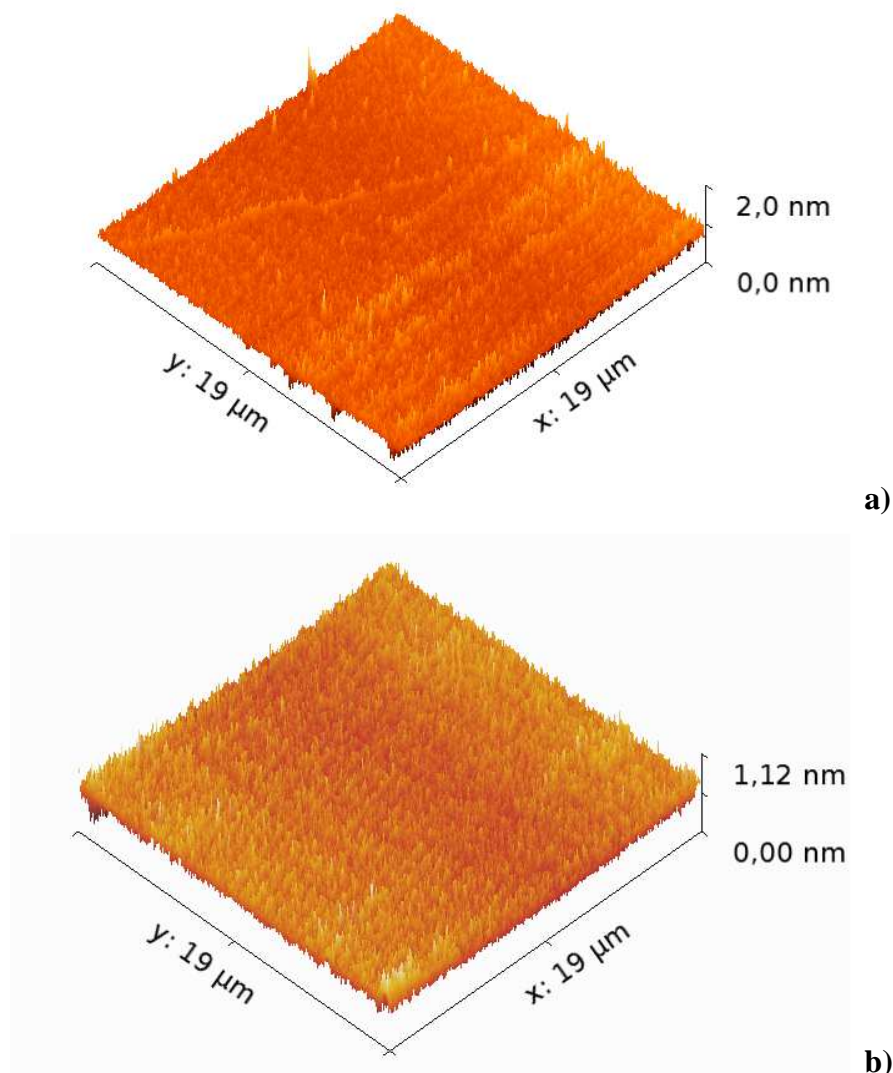 2,0 nm
0,0 nm
y: 19 µm
x: 19 µm
a)
1,12 nm
0,00 nm
y: 19 µm
x: 19 µm
b)